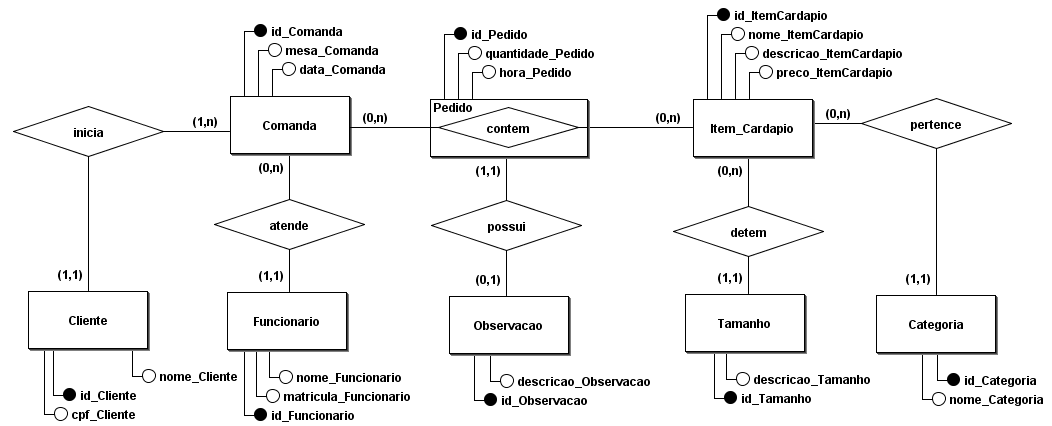 id_Comanda
mesa_Comanda
data_Comanda
id_Pedido
quantidade_Pedido
hora_Pedido
id_ItemCardapio
nome_ItemCardapio
descricao_ItemCardapio
preco_ItemCardapio
inicia
(1,n)
Comanda
(0,n)
Pedido
contem
(0,n)
Item_Cardapio
(0,n)
pertence
(0,n)
(1,1)
(0,n)
atende
possui
detem
(1,1)
(1,1)
(0,1)
(1,1)
(1,1)
Cliente
Funcionario
Observacao
Tamanho
Categoria
nome_Cliente
id_Cliente
cpf_Cliente
nome_Funcionario
matricula_Funcionario
id_Funcionario
descricao_Observacao
id_Observacao
descricao_Tamanho
id_Tamanho
id_Categoria
nome_Categoria